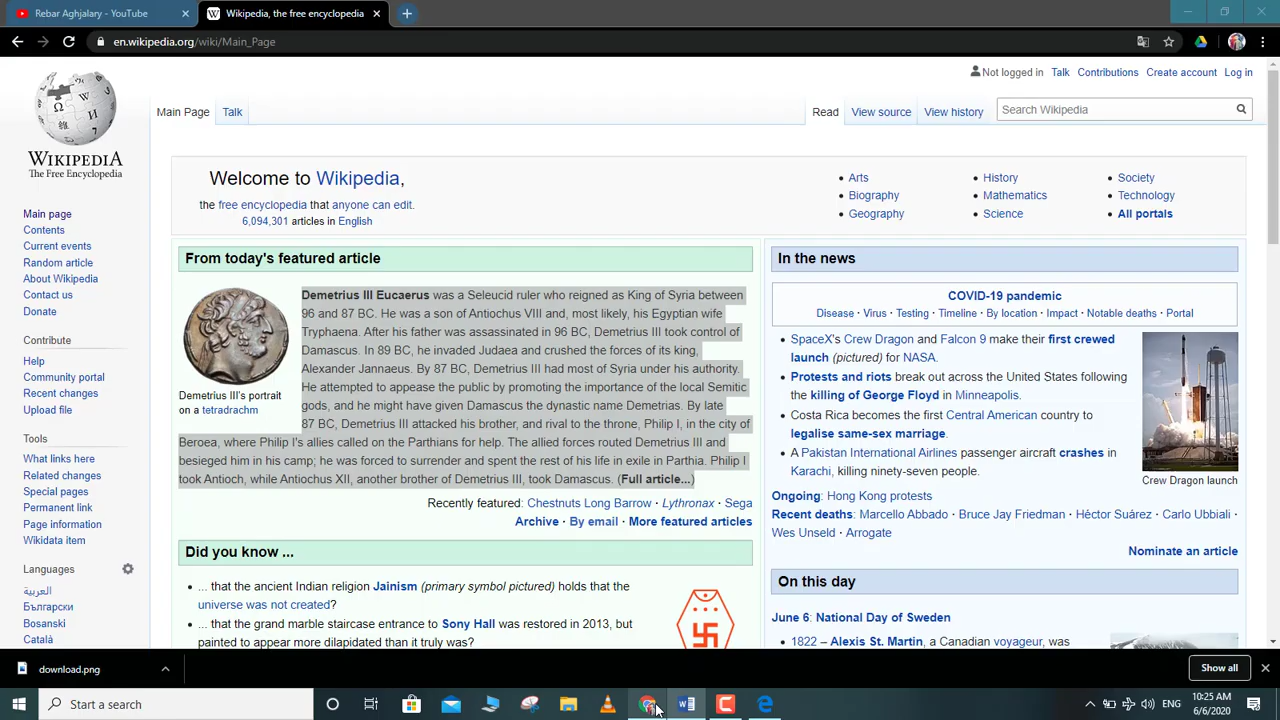 Rebar Aghjalary - YouTube
Wikipedia, the free encyclopedia
en.wikipedia.org/wiki/Main_Page
Not logged in Talk Contributions Create account Log in
Main Page Talk
Read View source View history Search Wikipedia
WIKIPEDIA
The Free Encyclopedia
Main page
Contents
Current events
Random article
About Wikipedia
Contact us
Donate
Contribute
Help
Community portal
Recent changes
Upload file
Tools
What links here
Related changes
Special pages
Permanent link
Page information
Wikidata item
Languages
العربية
Български
Bosanski
Català
Welcome to Wikipedia,
the free encyclopedia that anyone can edit.
6,094,301 articles in English
Arts
Biography
Geography
History
Mathematics
Science
Society
Technology
All portals
From today's featured article
Demetrius III's portrait
on a tetradrachm
Demetrius III Eucaerus was a Seleucid ruler who reigned as King of Syria between
96 and 87 BC. He was a son of Antiochus VIII and, most likely, his Egyptian wife
Tryphaena. After his father was assassinated in 96 BC, Demetrius III took control of
Damascus. In 89 BC, he invaded Judaea and crushed the forces of its king,
Alexander Jannaeus. By 87 BC, Demetrius III had most of Syria under his authority.
He attempted to appease the public by promoting the importance of the local Semitic
gods, and he might have given Damascus the dynastic name Demetrias. By late
87 BC, Demetrius III attacked his brother, and rival to the throne, Philip I, in the city of
Beroea, where Philip I's allies called on the Parthians for help. The allied forces routed Demetrius III and
besieged him in his camp; he was forced to surrender and spent the rest of his life in exile in Parthia. Philip I
took Antioch, while Antiochus XII, another brother of Demetrius III, took Damascus. (Full article...)
Recently featured: Chestnuts Long Barrow · Lythronax · Sega
Archive · By email · More featured articles
Did you know ...
... that the ancient Indian religion Jainism (primary symbol pictured) holds that the
universe was not created?
... that the grand marble staircase entrance to Sony Hall was restored in 2013, but
painted to appear more dilapidated than it truly was?
In the news
COVID-19 pandemic
Disease · Virus · Testing · Timeline · By location · Impact · Notable deaths · Portal
SpaceX's Crew Dragon and Falcon 9 make their first crewed
launch (pictured) for NASA.
Protests and riots break out across the United States following
the killing of George Floyd in Minneapolis.
Costa Rica becomes the first Central American country to
legalise same-sex marriage.
A Pakistan International Airlines passenger aircraft crashes in
Karachi, killing ninety-seven people.
Crew Dragon launch
Ongoing: Hong Kong protests
Recent deaths: Marcello Abbado · Bruce Jay Friedman · Héctor Suárez · Carlo Ubbiali ·
Wes Unseld · Arrogate
Nominate an article
On this day
June 6: National Day of Sweden
1822 – Alexis St. Martin, a Canadian voyageur, was
download.png
Show all
Start a search
ENG
10:25 AM
6/6/2020